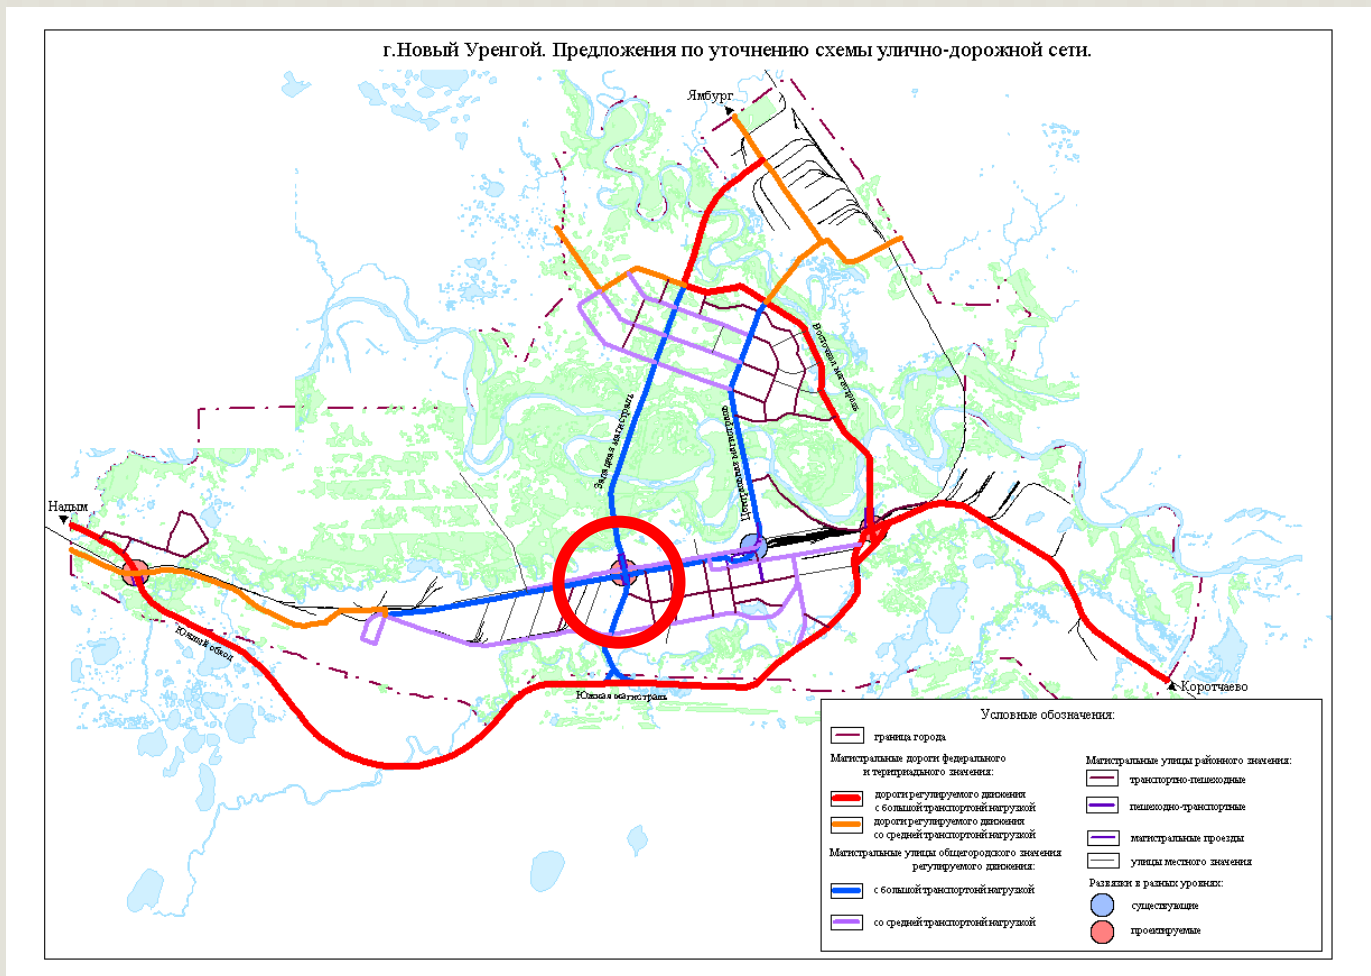 г.Новый Уренгой. Предложения по уточнению схемы улично-дорожной сети.
Ямбург
Восточная магистраль
Западная магистраль
Центральная магистраль
Надым
Южный обход
Южная магистраль
Коротчаево
Условные обозначения:
граница города
Магистральные дороги федерального
и териториального значения:
дороги регулируемого движения
с большой транспортной нагрузкой
дороги регулируемого движения
со средней транспортной нагрузкой
Магистральные улицы общегородского значения
регулируемого движения:
с большой транспортной нагрузкой
со средней транспортной нагрузкой
Магистральные улицы районного значения:
транспортно-пешеходные
пешеходно-транспортные
магистральные проезды
улицы местного значения
Развязки в разных уровнях:
существующие
проектируемые